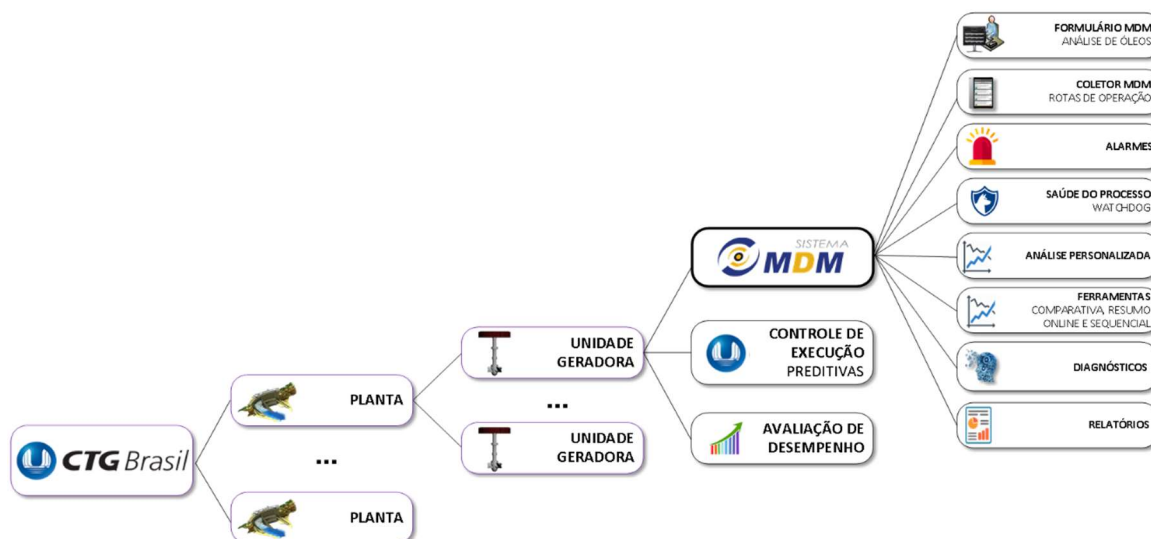 CTG Brasil
PLANTA
...
PLANTA
UNIDADE
GERADORA
...
UNIDADE
GERADORA
SISTEMA
MDM
CONTROLE DE
EXECUÇÃO
PREDITIVAS
AVALIAÇÃO DE
DESEMPENHO
FORMULÁRIO MDM
ANÁLISE DE ÓLEOS
COLETOR MDM
ROTAS DE OPERAÇÃO
ALARMES
SAÚDE DO PROCESSO
WATCHDOG
ANÁLISE PERSONALIZADA
FERRAMENTAS
COMPARATIVA, RESUMO
ONLINE E SEQUENCIAL
DIAGNÓSTICOS
RELATÓRIOS